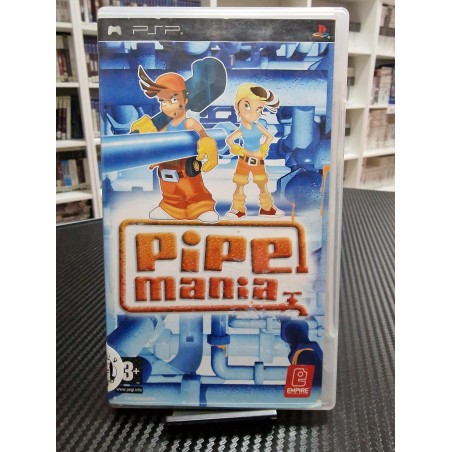 PSP
PiPe
mania
3+
www.pegi.info
e
EMPIRE